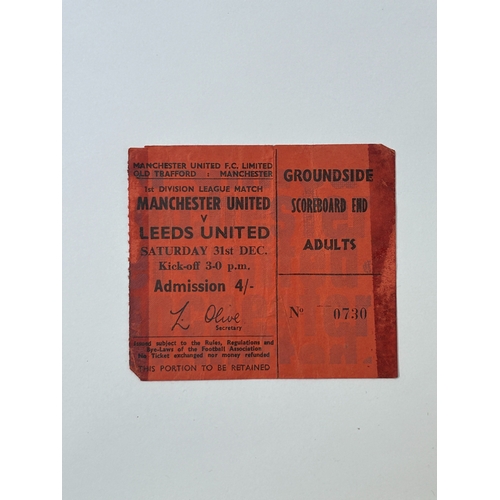 MANCHESTER UNITED F.C. LIMITED
OLD TRAFFORD : MANCHESTER
1st DIVISION LEAGUE MATCH
MANCHESTER UNITED
v
LEEDS UNITED
SATURDAY 31st DEC.
Kick-off 3-0 p.m.
Admission 4/-
L. Olive
Secretary
subject to the Rules, Regulations and
Bye-Laws of the Football Association
No Ticket exchanged nor money refunded
THIS PORTION TO BE RETAINED
GROUNDSIDE
SCOREBOARD END
ADULTS
No 0730